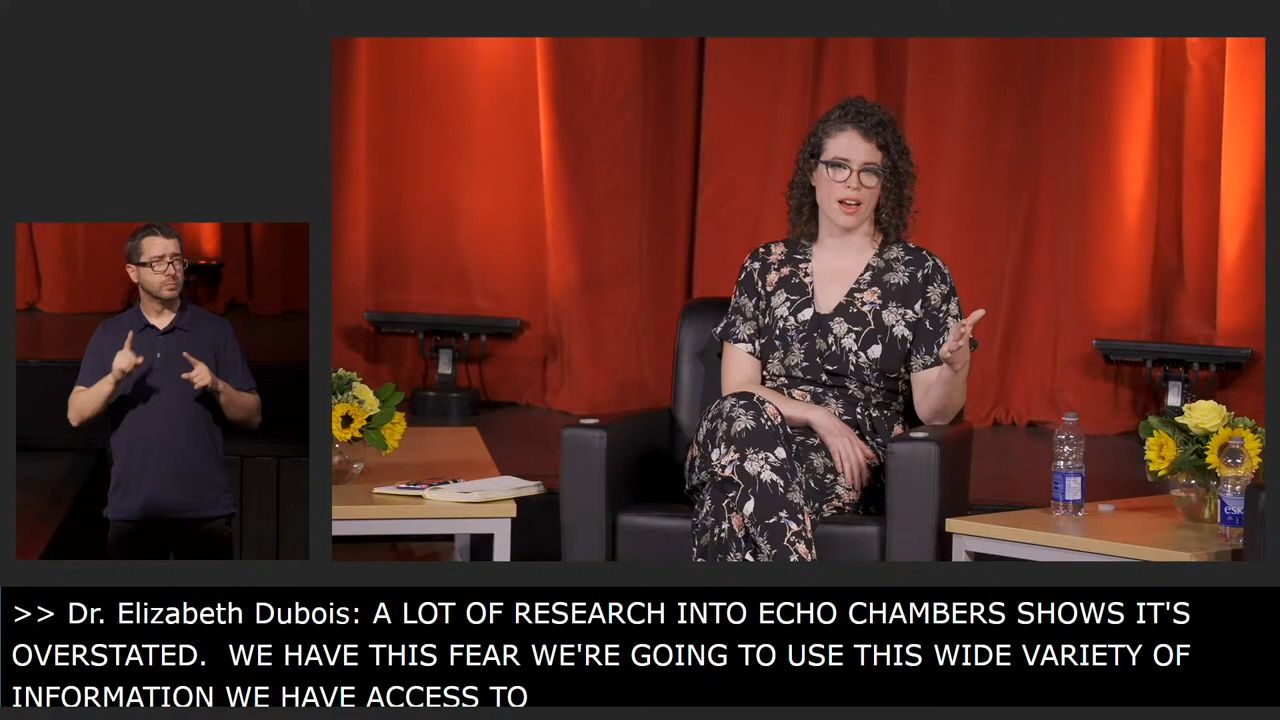 >> Dr. Elizabeth Dubois: A LOT OF RESEARCH INTO ECHO CHAMBERS SHOWS IT'S
OVERSTATED.  WE HAVE THIS FEAR WE'RE GOING TO USE THIS WIDE VARIETY OF
INFORMATION WE HAVE ACCESS TO
esk